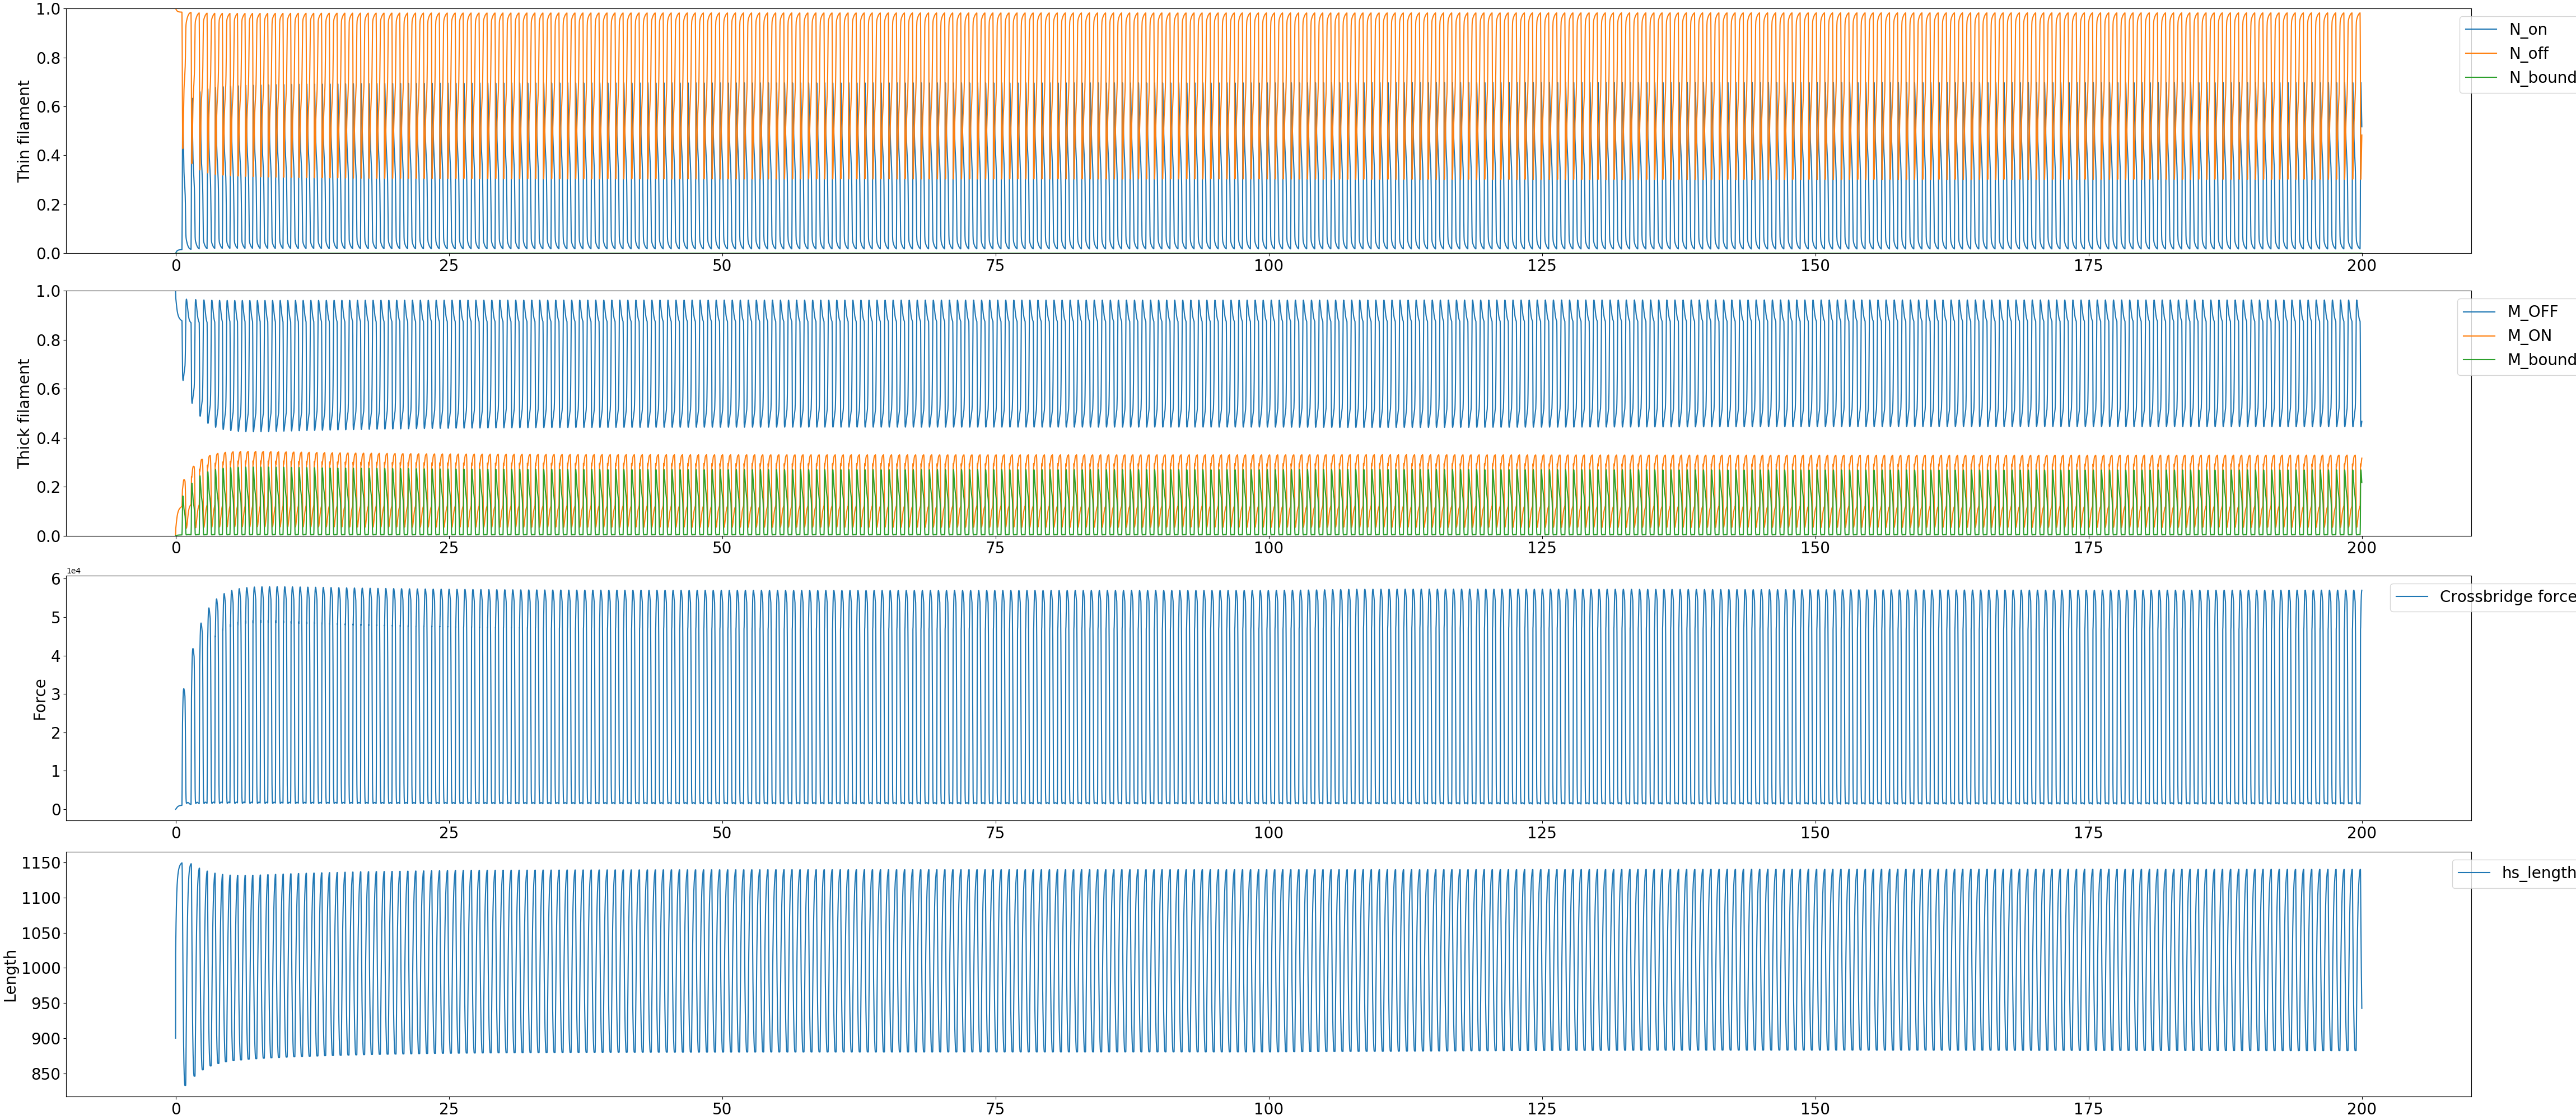 Thin filament
1.0
0.8
0.6
0.4
0.2
0.0
0 25 50 75 100 125 150 175 200
N_on
N_off
N_bound
Thick filament
1.0
0.8
0.6
0.4
0.2
0.0
0 25 50 75 100 125 150 175 200
M_OFF
M_ON
M_bound
Force
1e4
6
5
4
3
2
1
0
0 25 50 75 100 125 150 175 200
Crossbridge force
Length
1150
1100
1050
1000
950
900
850
0 25 50 75 100 125 150 175 200
hs_length